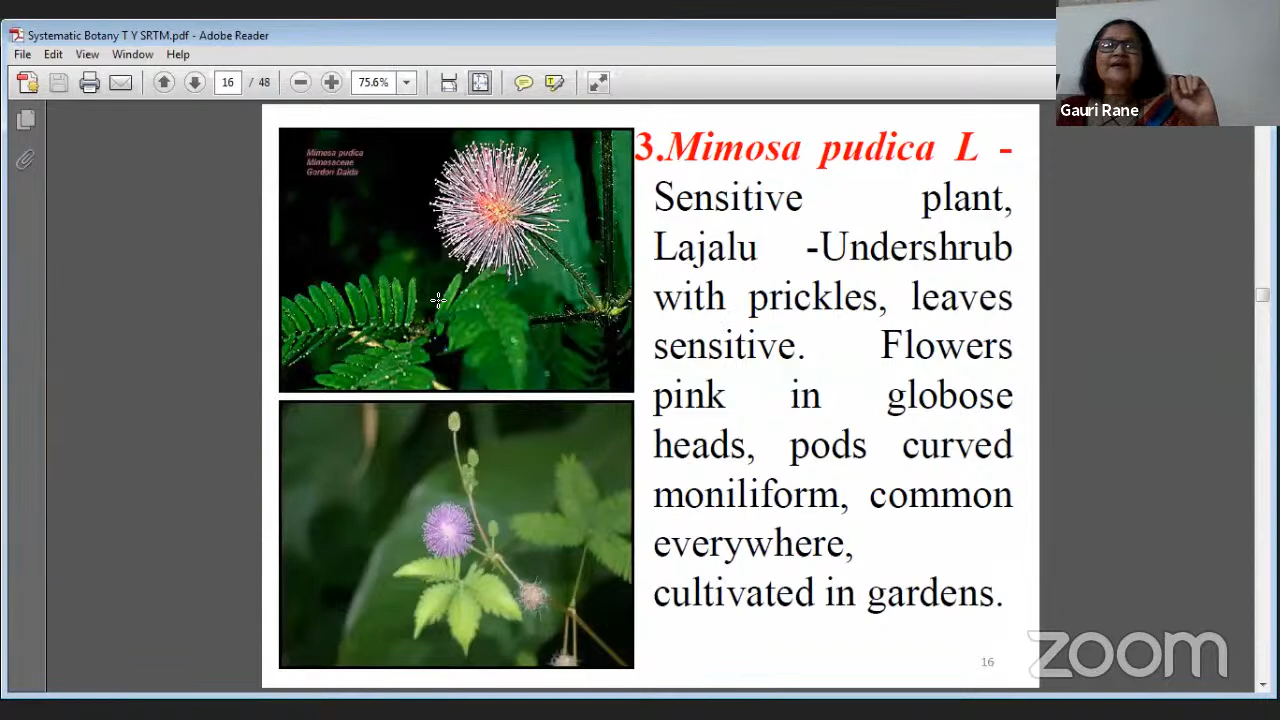 Systematic Botany T Y SRTM.pdf - Adobe Reader
File Edit View Window Help
16 / 48 75.6%
Gauri Rane
Mimosa pudica
Mimosaceae
Gordon Daida
3.Mimosa pudica L -
Sensitive plant,
Lajalu -Undershrub
with prickles, leaves
sensitive. Flowers
pink in globose
heads, pods curved
moniliform, common
everywhere,
cultivated in gardens.
16
zoom